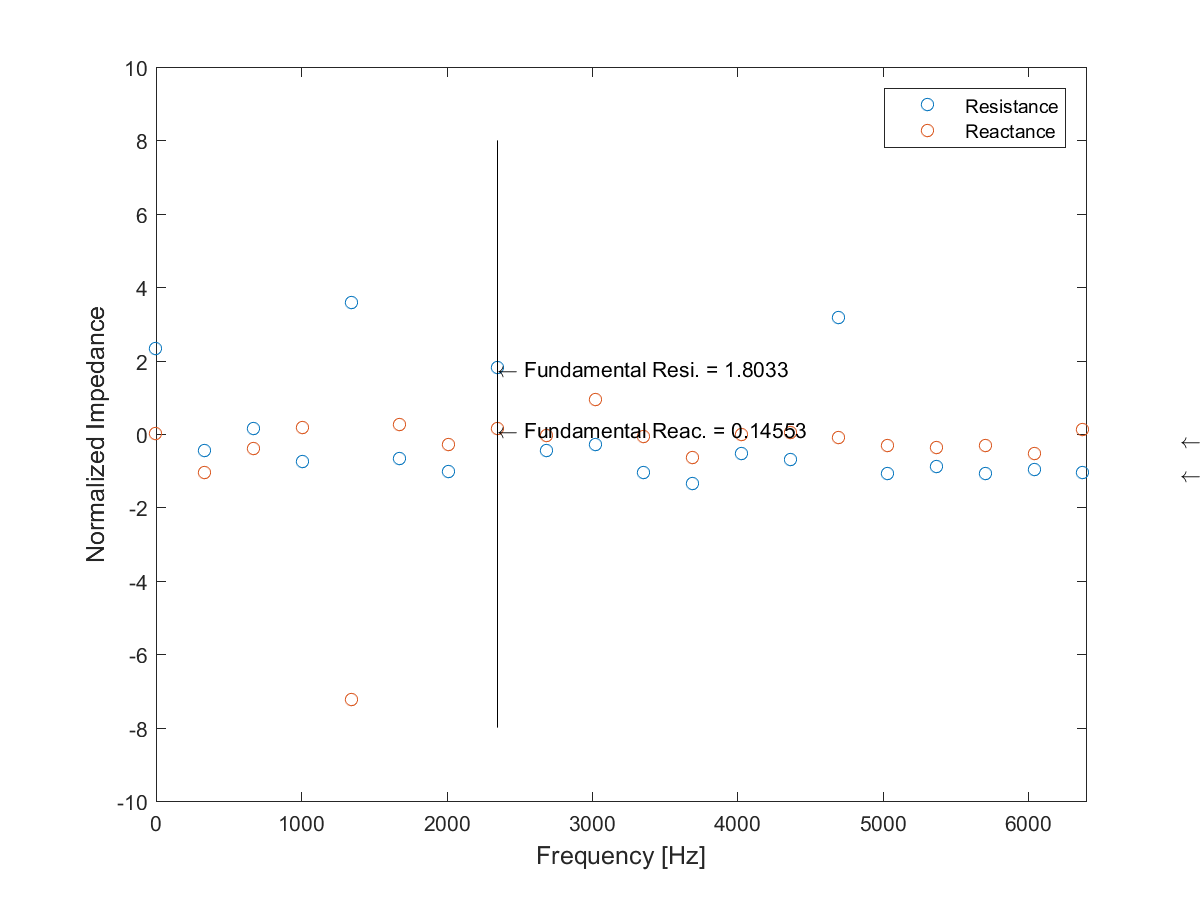 10
8
6
4
2
0
-2
-4
-6
-8
-10
Normalized Impedance
Resistance
Reactance
← Fundamental Resi. = 1.8033
← Fundamental Reac. = 0.14553
←
←
0 1000 2000 3000 4000 5000 6000
Frequency [Hz]